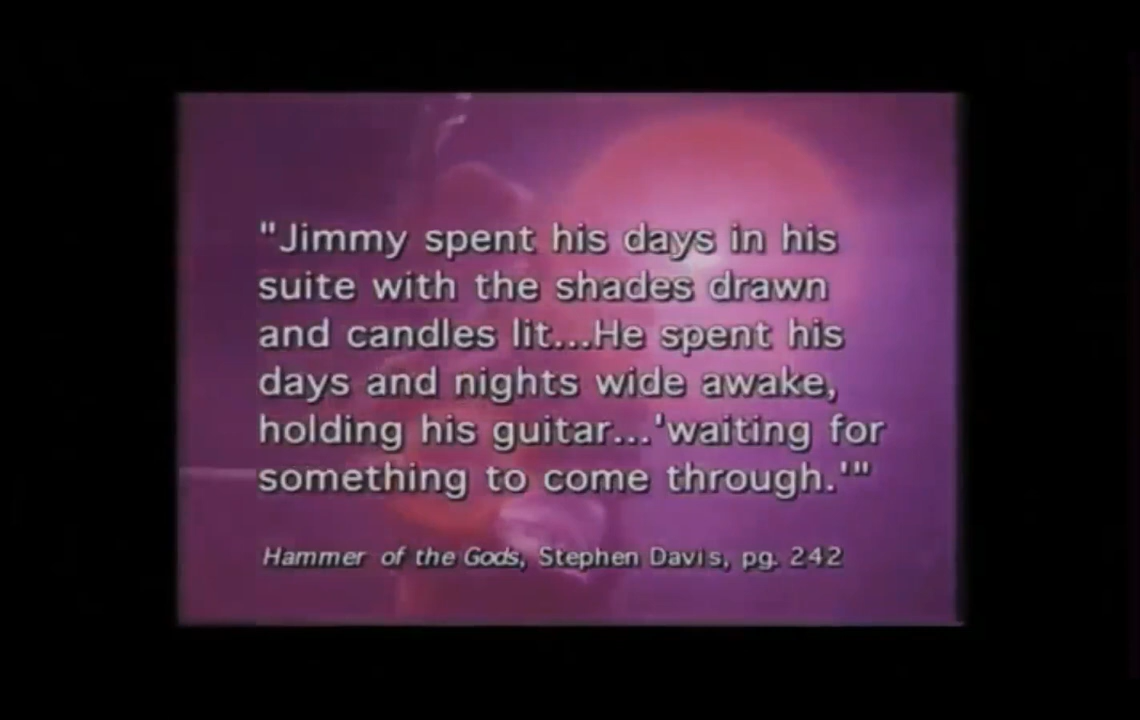 "Jimmy spent his days in his
suite with the shades drawn
and candles lit...He spent his
days and nights wide awake,
holding his guitar...'waiting for
something to come through.'"
Hammer of the Gods, Stephen Davis, pg. 242